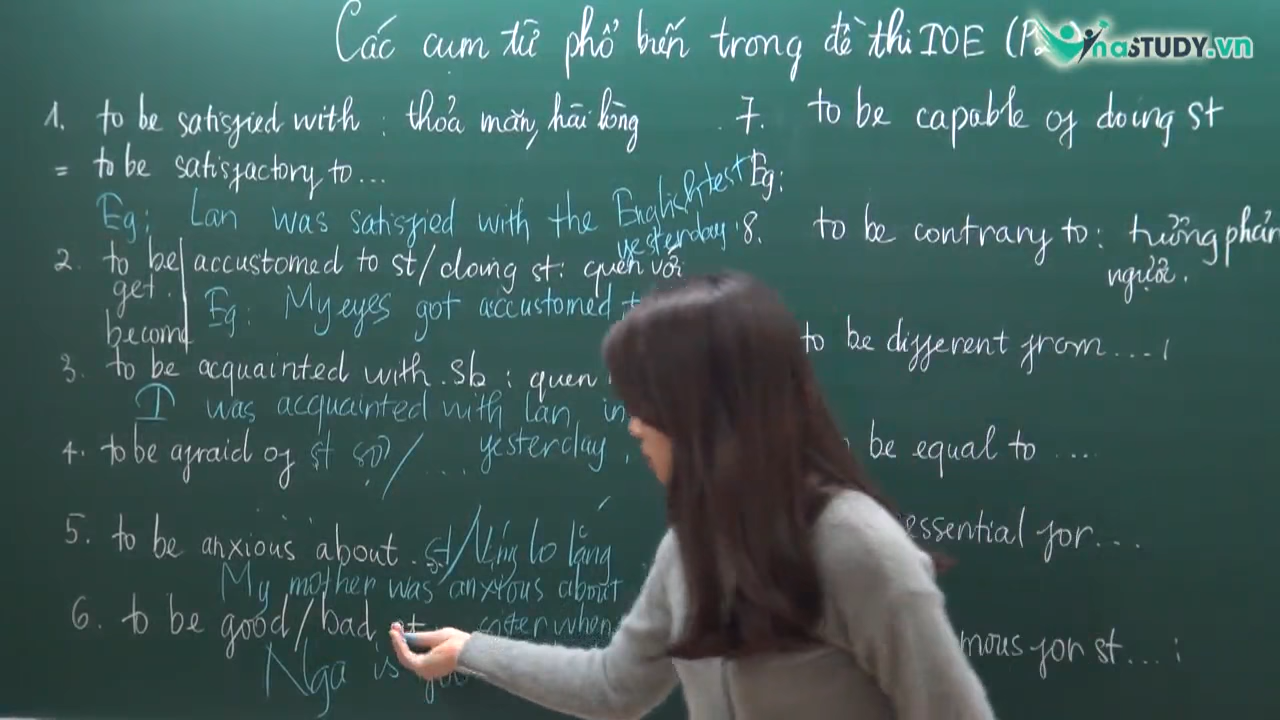 Các cụm từ phổ biến trong đề thi IOE
VinaSTUDY.vn
1. to be satisfied with : thỏa mãn, hài lòng
= to be satisfactory to...
Eg: Lan was satisfied with the English test
yesterday.
2. to be accustomed to st/doing st: quen với
get
become
Eg: My eyes got accustomed
3. to be acquainted with sb : quen
I was acquainted with Lan in
yesterday.
4. to be afraid of st sợ / ...
5. to be anxious about st/ lo lắng
My mother was anxious about
sister when
6. to be good/bad at
Nga is
7. to be capable of doing st
Eg:
8. to be contrary to: tương phản
ngược.
to be different from....;
be equal to ....
essential for...
st...;